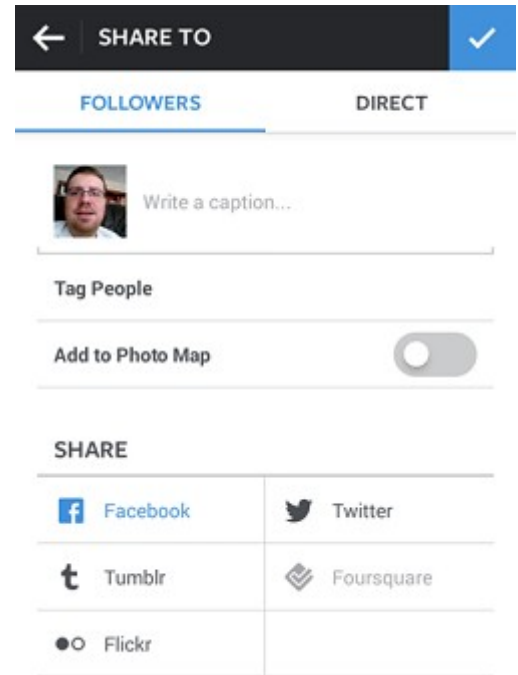 SHARE TO
FOLLOWERS DIRECT
Write a caption...
Tag People
Add to Photo Map
SHARE
Facebook Twitter
Tumblr Foursquare
Flickr